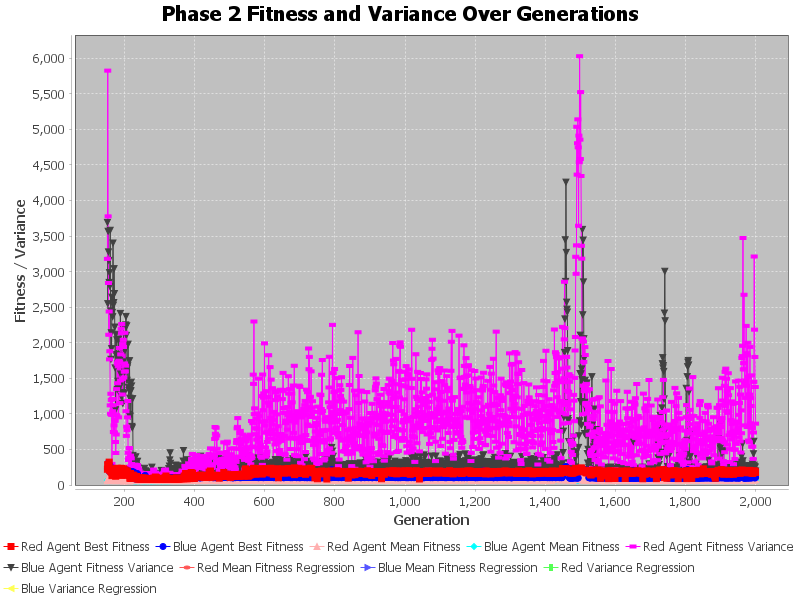 Phase 2 Fitness and Variance Over Generations
6,000
5,500
5,000
4,500
4,000
3,500
3,000
2,500
2,000
1,500
1,000
500
0
Fitness / Variance
200 400 600 800 1,000 1,200 1,400 1,600 1,800 2,000
Generation
Red Agent Best Fitness Blue Agent Best Fitness Red Agent Mean Fitness Blue Agent Mean Fitness Red Agent Fitness Variance
Blue Agent Fitness Variance Red Mean Fitness Regression Blue Mean Fitness Regression Red Variance Regression
Blue Variance Regression